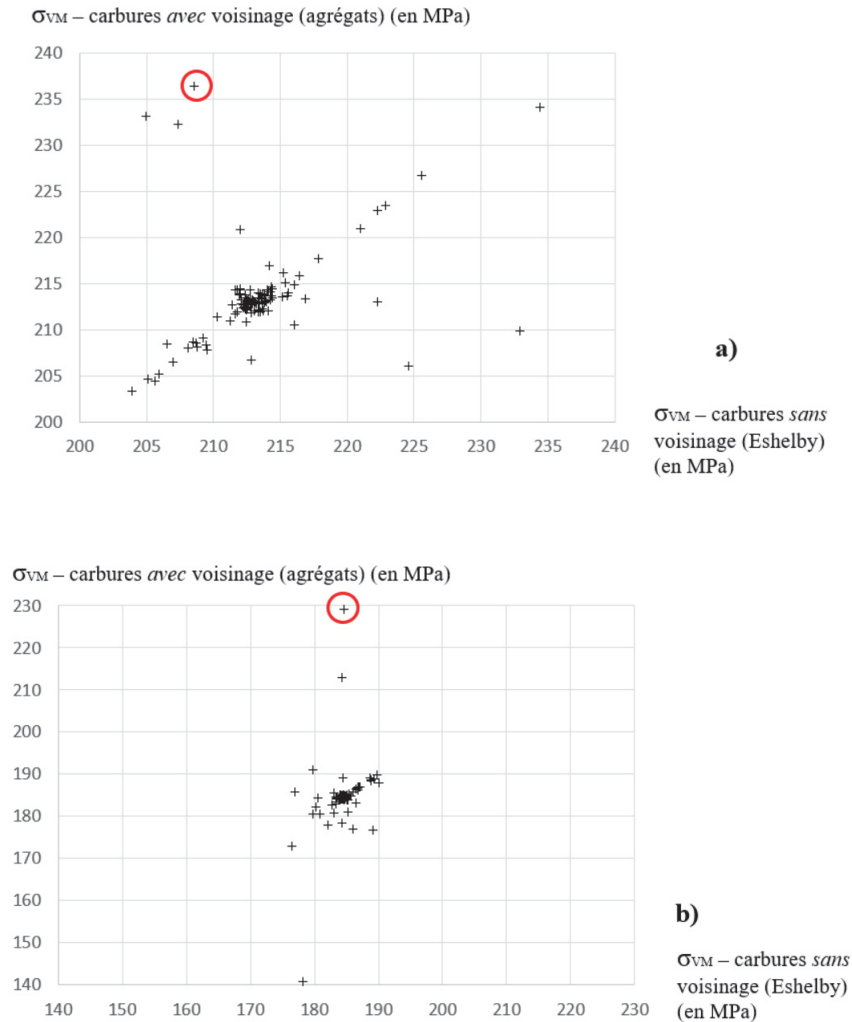 σVM – carbures avec voisinage (agrégats) (en MPa)
240
235
230
225
220
215
210
205
200
200 205 210 215 220 225 230 235 240
a)
σVM – carbures sans
voisinage (Eshelby)
(en MPa)
σVM – carbures avec voisinage (agrégats) (en MPa)
230
220
210
200
190
180
170
160
150
140
140 150 160 170 180 190 200 210 220 230
b)
σVM – carbures sans
voisinage (Eshelby)
(en MPa)